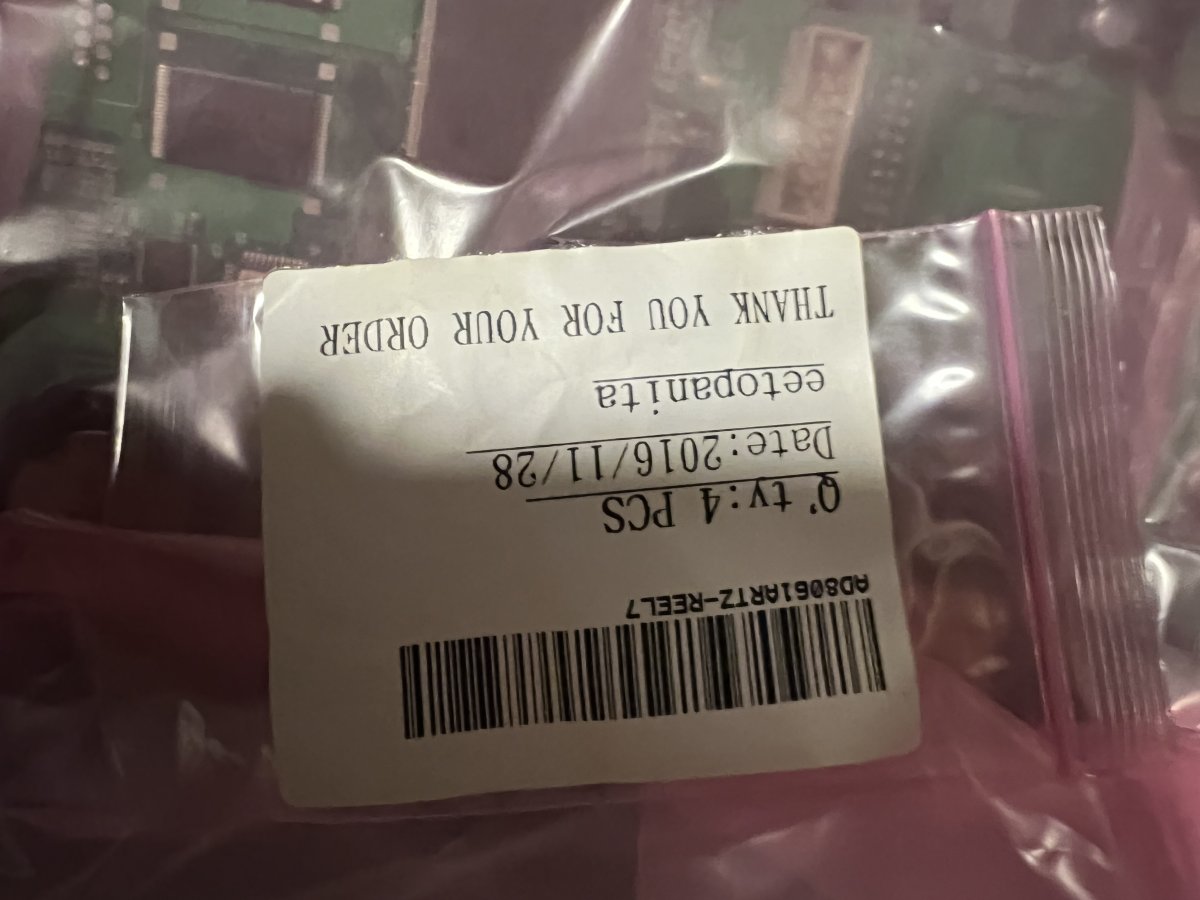 AD8061ARTZ-REEL7
Q'ty:4 PCS
Date:2016/11/28
eetopanita
THANK YOU FOR YOUR ORDER